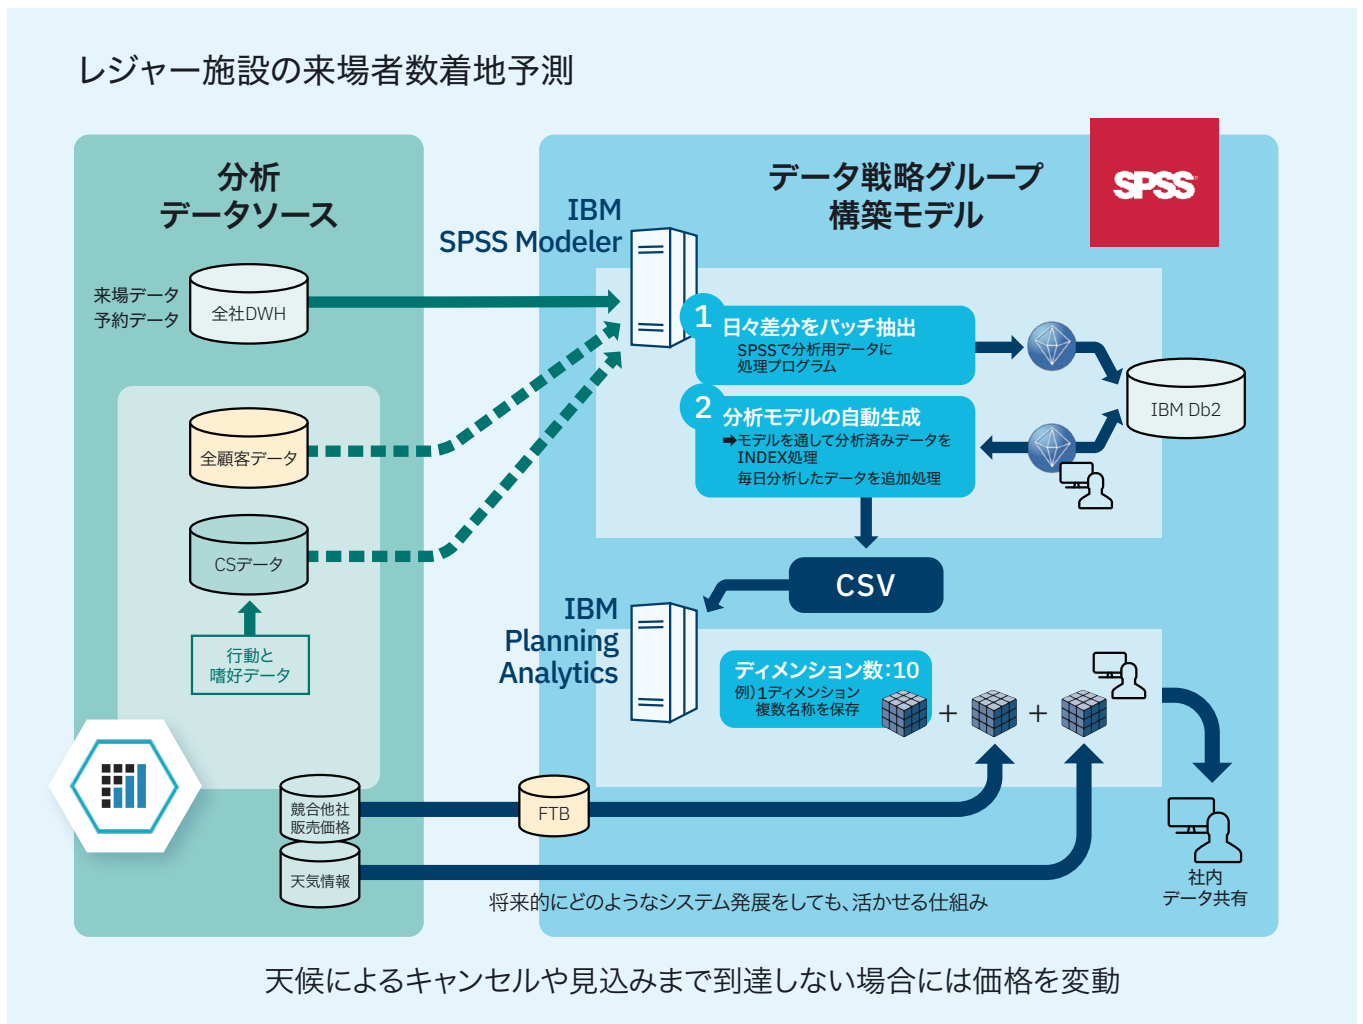 レジャー施設の来場者数着地予測
分析
データソース
来場データ
予約データ
全社DWH
全顧客データ
CSデータ
行動と
嗜好データ
競合他社
販売価格
天気情報
FTB
IBM
SPSS Modeler
データ戦略グループ
構築モデル
SPSS
1
日々差分をバッチ抽出
SPSSで分析用データに
処理プログラム
2
分析モデルの自動生成
➡モデルを通して分析済みデータを
INDEX処理
毎日分析したデータを追加処理
IBM Db2
CSV
IBM
Planning
Analytics
ディメンション数：10
例）1ディメンション
複数名称を保存
+
+
社内
データ共有
将来的にどのようなシステム発展をしても、活かせる仕組み
天候によるキャンセルや見込みまで到達しない場合には価格を変動